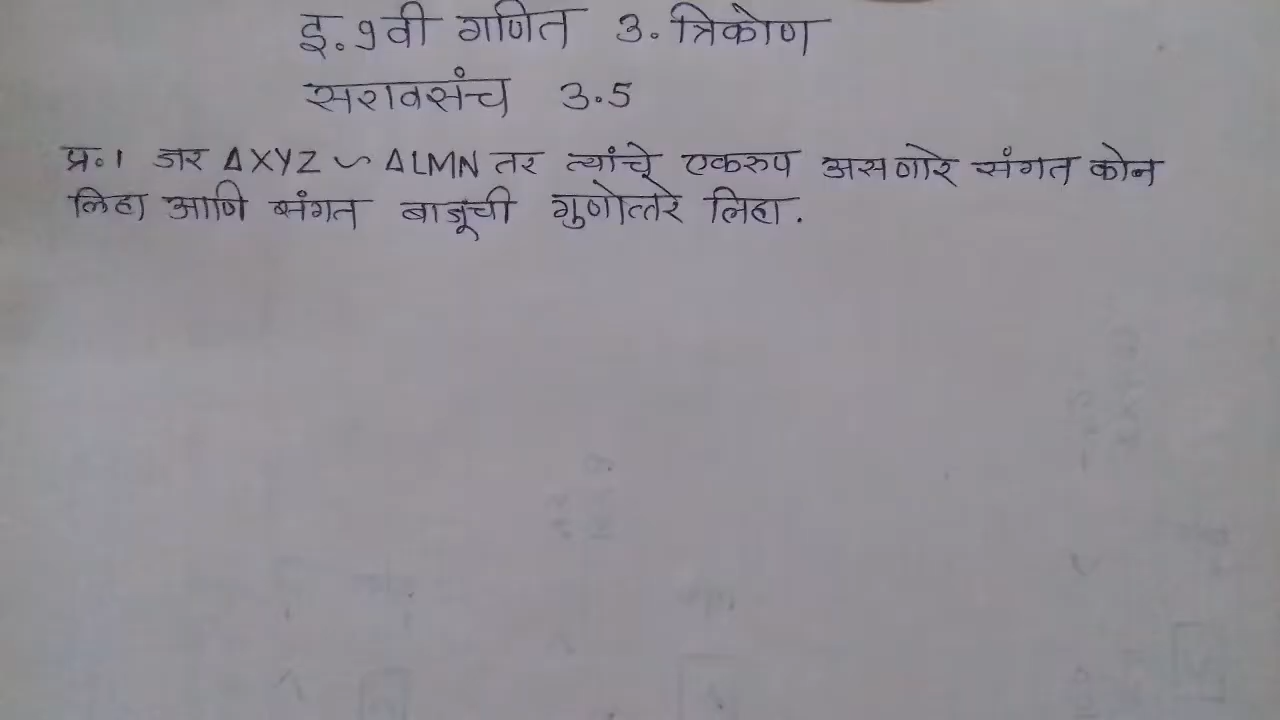 इ. ९वी गणित ३. त्रिकोण
सरावसंच ३.५
प्र.१ जर ΔXYZ ~ ΔLMN तर त्यांचे एकरुप असणारे संगत कोन
लिहा आणि संगत बाजूची गुणोत्तरे लिहा.